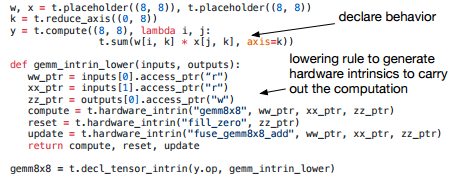 w, x = t.placeholder((8, 8)), t.placeholder((8, 8))
k = t.reduce_axis((0, 8))
y = t.compute((8, 8), lambda i, j:
t.sum(w[i, k] * x[j, k], axis=k))
declare behavior
def gemm_intrin_lower(inputs, outputs):
ww_ptr = inputs[0].access_ptr("r")
xx_ptr = inputs[1].access_ptr("r")
zz_ptr = outputs[0].access_ptr("w")
compute = t.hardware_intrin("gemm8x8", ww_ptr, xx_ptr, zz_ptr)
reset = t.hardware_intrin("fill_zero", zz_ptr)
update = t.hardware_intrin("fuse_gemm8x8_add", ww_ptr, xx_ptr, zz_ptr)
return compute, reset, update
lowering rule to generate
hardware intrinsics to carry
out the computation
gemm8x8 = t.decl_tensor_intrin(y.op, gemm_intrin_lower)